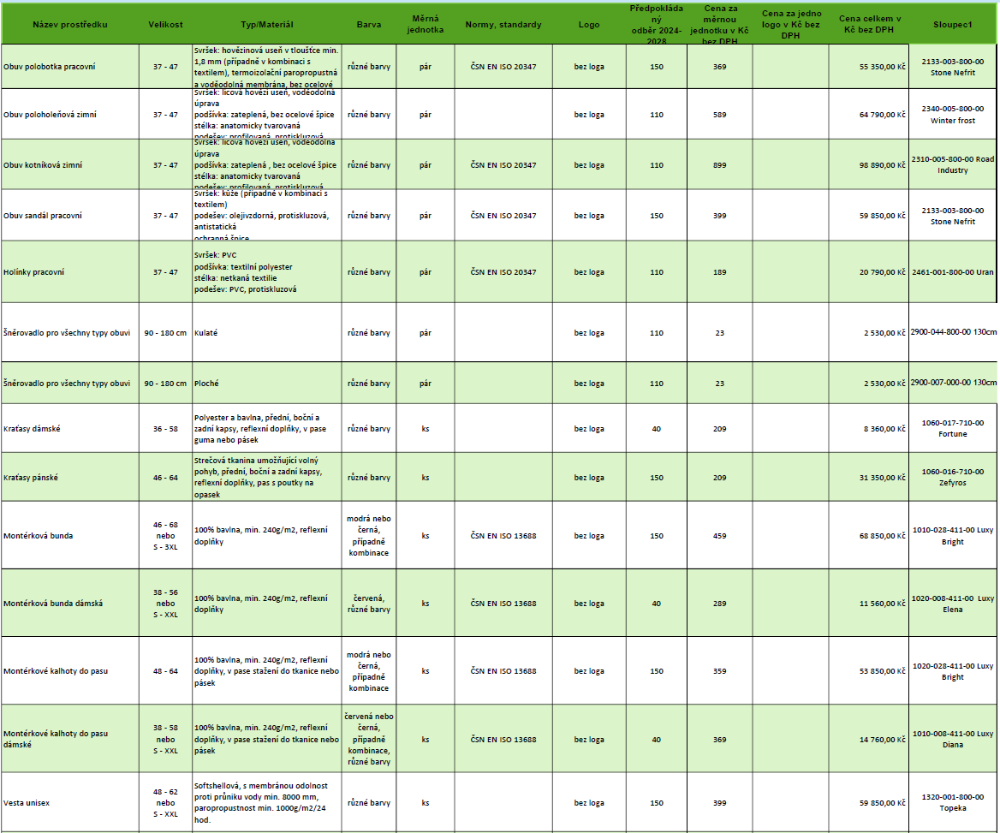 Název prostředku
Velikost
Typ/Materiál
Barva
Měrná
jednotka
Normy, standardy
Logo
Předpokláda
ný
odběr 2024-
2028
Cena za
měrnou
jednotku v Kč
bez DPH
Cena za jedno
logo v Kč bez
DPH
Cena celkem v
Kč bez DPH
Sloupec1
Obuv polobotka pracovní
37 - 47
Svršek: hovězinová useň v tloušťce min.
1,8 mm (případně v kombinaci s
textilem), termoizolační paropropustná
a voděodolná membrána, bez ocelové
různé barvy
pár
ČSN EN ISO 20347
bez loga
150
369
55 350,00 Kč
2133-003-800-00
Stone Nefrit
Obuv poloholeňová zimní
37 - 47
Svršek: lícová hovězí useň, voděodolná
úprava
podšívka: zateplená, bez ocelové špice
stélka: anatomicky tvarovaná
podešev: profilovaná, protiskluzová
různé barvy
pár
bez loga
110
589
64 790,00 Kč
2340-005-800-00
Winter frost
Obuv kotníková zimní
37 - 47
Svršek: lícová hovězí useň, voděodolná
úprava
podšívka: zateplená , bez ocelové špice
stélka: anatomicky tvarovaná
podešev: profilovaná, protiskluzová
různé barvy
pár
ČSN EN ISO 20347
bez loga
110
899
98 890,00 Kč
2310-005-800-00 Road
Industry
Obuv sandál pracovní
37 - 47
Svršek: kůže (případně v kombinaci s
textilem)
podešev: olejivzdorná, protiskluzová,
antistatická
ochranná špice
různé barvy
pár
ČSN EN ISO 20347
bez loga
150
399
59 850,00 Kč
2133-003-800-00
Stone Nefrit
Holínky pracovní
37 - 47
Svršek: PVC
podšívka: textilní polyester
stélka: netkaná textilie
podešev: PVC, protiskluzová
různé barvy
pár
ČSN EN ISO 20347
bez loga
110
189
20 790,00 Kč
2461-001-800-00 Uran
Šněrovadlo pro všechny typy obuvi
90 - 180 cm
Kulaté
různé barvy
pár
bez loga
110
23
2 530,00 Kč
2900-044-800-00 130cm
Šněrovadlo pro všechny typy obuvi
90 - 180 cm
Ploché
různé barvy
pár
bez loga
110
23
2 530,00 Kč
2900-007-000-00 130cm
Kraťasy dámské
36 - 58
Polyester a bavlna, přední, boční a
zadní kapsy, reflexní doplňky, v pase
guma nebo pásek
různé barvy
ks
bez loga
40
209
8 360,00 Kč
1060-017-710-00
Fortune
Kraťasy pánské
46 - 64
Strečová tkanina umožňující volný
pohyb, přední, boční a zadní kapsy,
reflexní doplňky, pas s poutky na
opasek
různé barvy
ks
bez loga
150
209
31 350,00 Kč
1060-016-710-00
Zefyros
Montérková bunda
46 - 68
nebo
S - 3XL
100% bavlna, min. 240g/m2, reflexní
doplňky
modrá nebo
černá,
případně
kombinace
ks
ČSN EN ISO 13688
bez loga
150
459
68 850,00 Kč
1010-028-411-00 Luxy
Bright
Montérková bunda dámská
38 - 56
nebo
S - XXL
100% bavlna, min. 240g/m2, reflexní
doplňky
červená,
různé barvy
ks
ČSN EN ISO 13688
bez loga
40
289
11 560,00 Kč
1020-008-411-00 Luxy
Elena
Montérkové kalhoty do pasu
48 - 64
100% bavlna, min. 240g/m2, reflexní
doplňky, v pase stažení do tkanice nebo
pásek
modrá nebo
černá,
případně
kombinace
ks
ČSN EN ISO 13688
bez loga
150
359
53 850,00 Kč
1020-028-411-00 Luxy
Bright
Montérkové kalhoty do pasu
dámské
38 - 58
nebo
S - XXL
100% bavlna, min. 240g/m2, reflexní
doplňky, v pase stažení do tkanice nebo
pásek
červená nebo
černá,
případně
kombinace,
různé barvy
ks
ČSN EN ISO 13688
bez loga
40
369
14 760,00 Kč
1010-008-411-00 Luxy
Diana
Vesta unisex
48 - 62
nebo
S - XXL
Softshellová, s membránou odolnost
proti průniku vody min. 8000 mm,
paropropustnost min. 1000g/m2/24
hod.
různé barvy
ks
bez loga
150
399
59 850,00 Kč
1320-001-800-00
Topeka